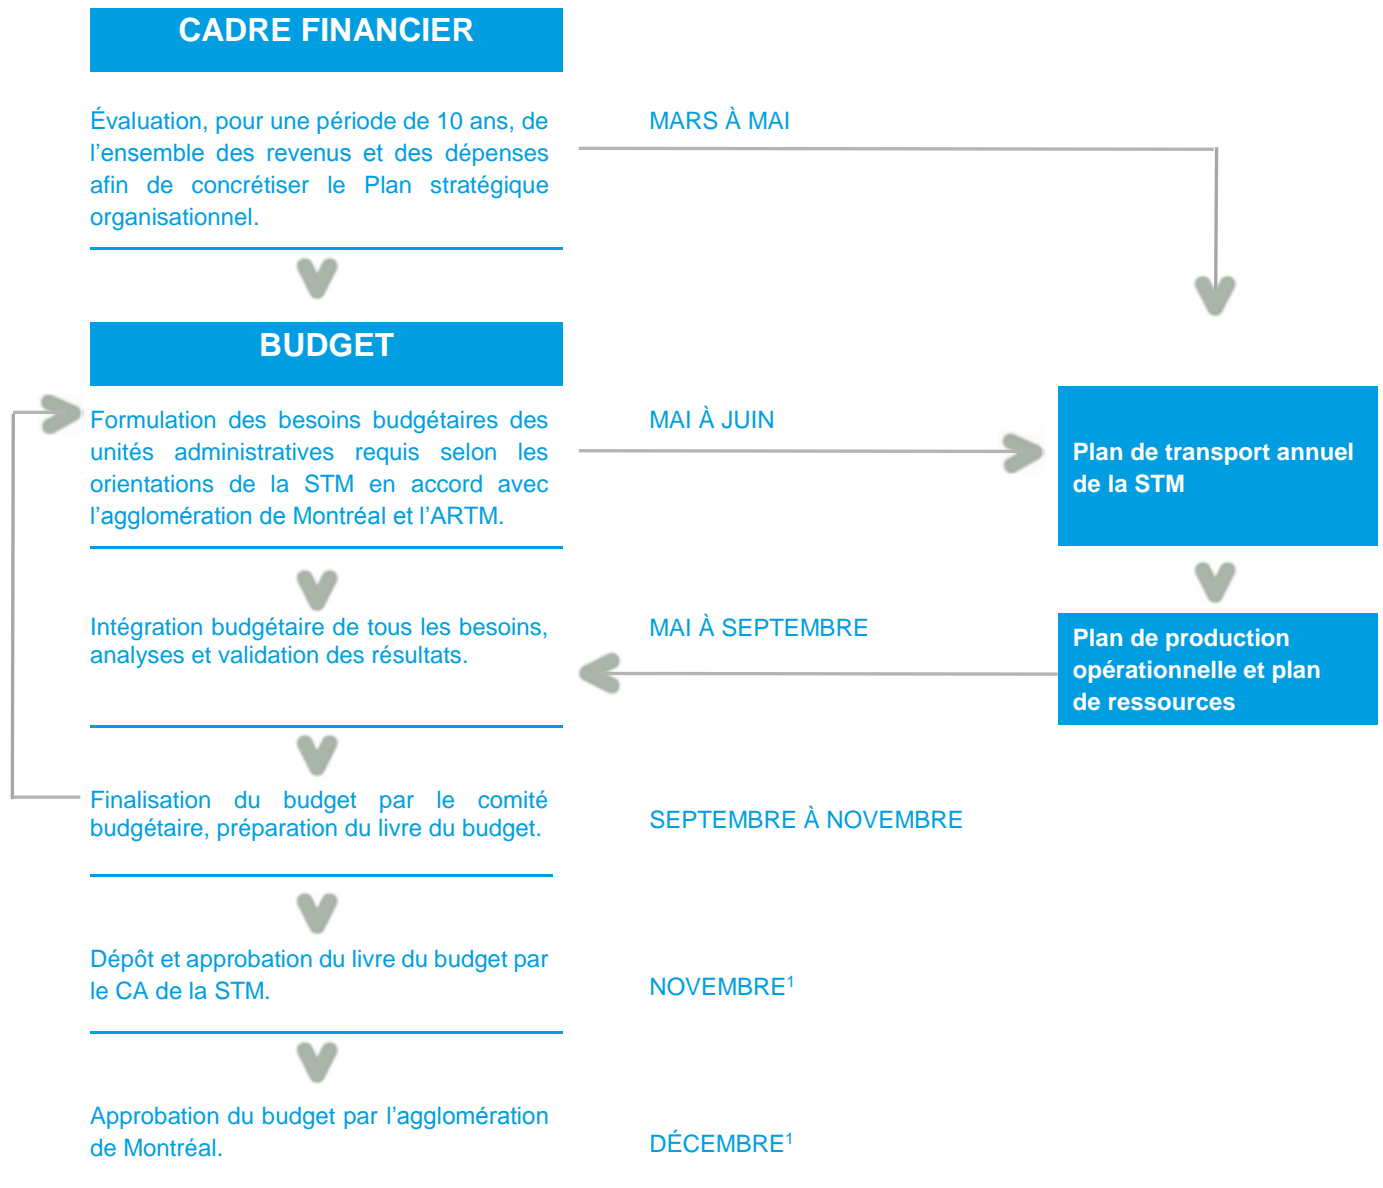 CADRE FINANCIER
Évaluation, pour une période de 10 ans, de
l’ensemble des revenus et des dépenses
afin de concrétiser le Plan stratégique
organisationnel.
MARS À MAI
BUDGET
Formulation des besoins budgétaires des
unités administratives requis selon les
orientations de la STM en accord avec
l’agglomération de Montréal et l’ARTM.
MAI À JUIN
Plan de transport annuel
de la STM
Intégration budgétaire de tous les besoins,
analyses et validation des résultats.
MAI À SEPTEMBRE
Plan de production
opérationnelle et plan
de ressources
Finalisation du budget par le comité
budgétaire, préparation du livre du budget.
SEPTEMBRE À NOVEMBRE
Dépôt et approbation du livre du budget par
le CA de la STM.
NOVEMBRE¹
Approbation du budget par l’agglomération
de Montréal.
DÉCEMBRE¹